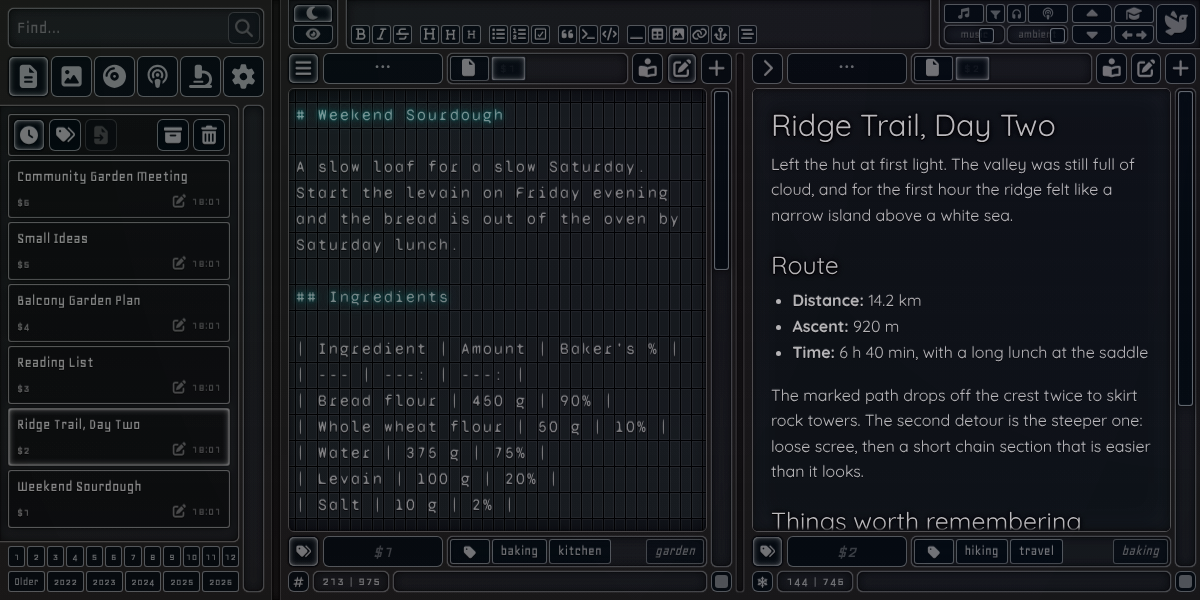 Find...
Community Garden Meeting
$6
18:01
Small Ideas
$5
18:01
Balcony Garden Plan
$4
18:01
Reading List
$3
18:01
Ridge Trail, Day Two
$2
18:01
Weekend Sourdough
$1
18:01
1 2 3 4 5 6 7 8 9 10 11 12
Older 2022 2023 2024 2025 2026
B I S H H H
...
# Weekend Sourdough
A slow loaf for a slow Saturday.
Start the levain on Friday evening
and the bread is out of the oven by
Saturday lunch.
## Ingredients
| Ingredient | Amount | Baker's % |
| --- | ---: | ---: |
| Bread flour | 450 g | 90% |
| Whole wheat flour | 50 g | 10% |
| Water | 375 g | 75% |
| Levain | 100 g | 20% |
| Salt | 10 g | 2% |
$1
baking kitchen
garden
# 213 | 975
...
Ridge Trail, Day Two
Left the hut at first light. The valley was still full of
cloud, and for the first hour the ridge felt like a
narrow island above a white sea.
Route
• Distance: 14.2 km
• Ascent: 920 m
• Time: 6 h 40 min, with a long lunch at the saddle
The marked path drops off the crest twice to skirt
rock towers. The second detour is the steeper one:
loose scree, then a short chain section that is easier
than it looks.
Things worth remembering
$2
hiking travel
baking
144 | 746